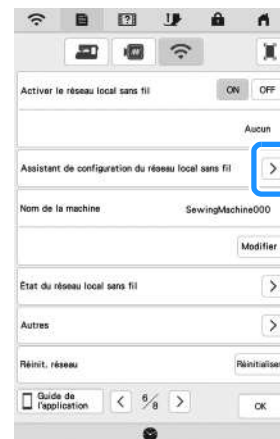 Activer le réseau local sans fil ON OFF
Aucun
Assistant de configuration du réseau local sans fil
Nom de la machine SewingMachine000
Modifier
État du réseau local sans fil
Autres
Réinit. réseau Réinitialiser
Guide de
l'application 6/8 OK